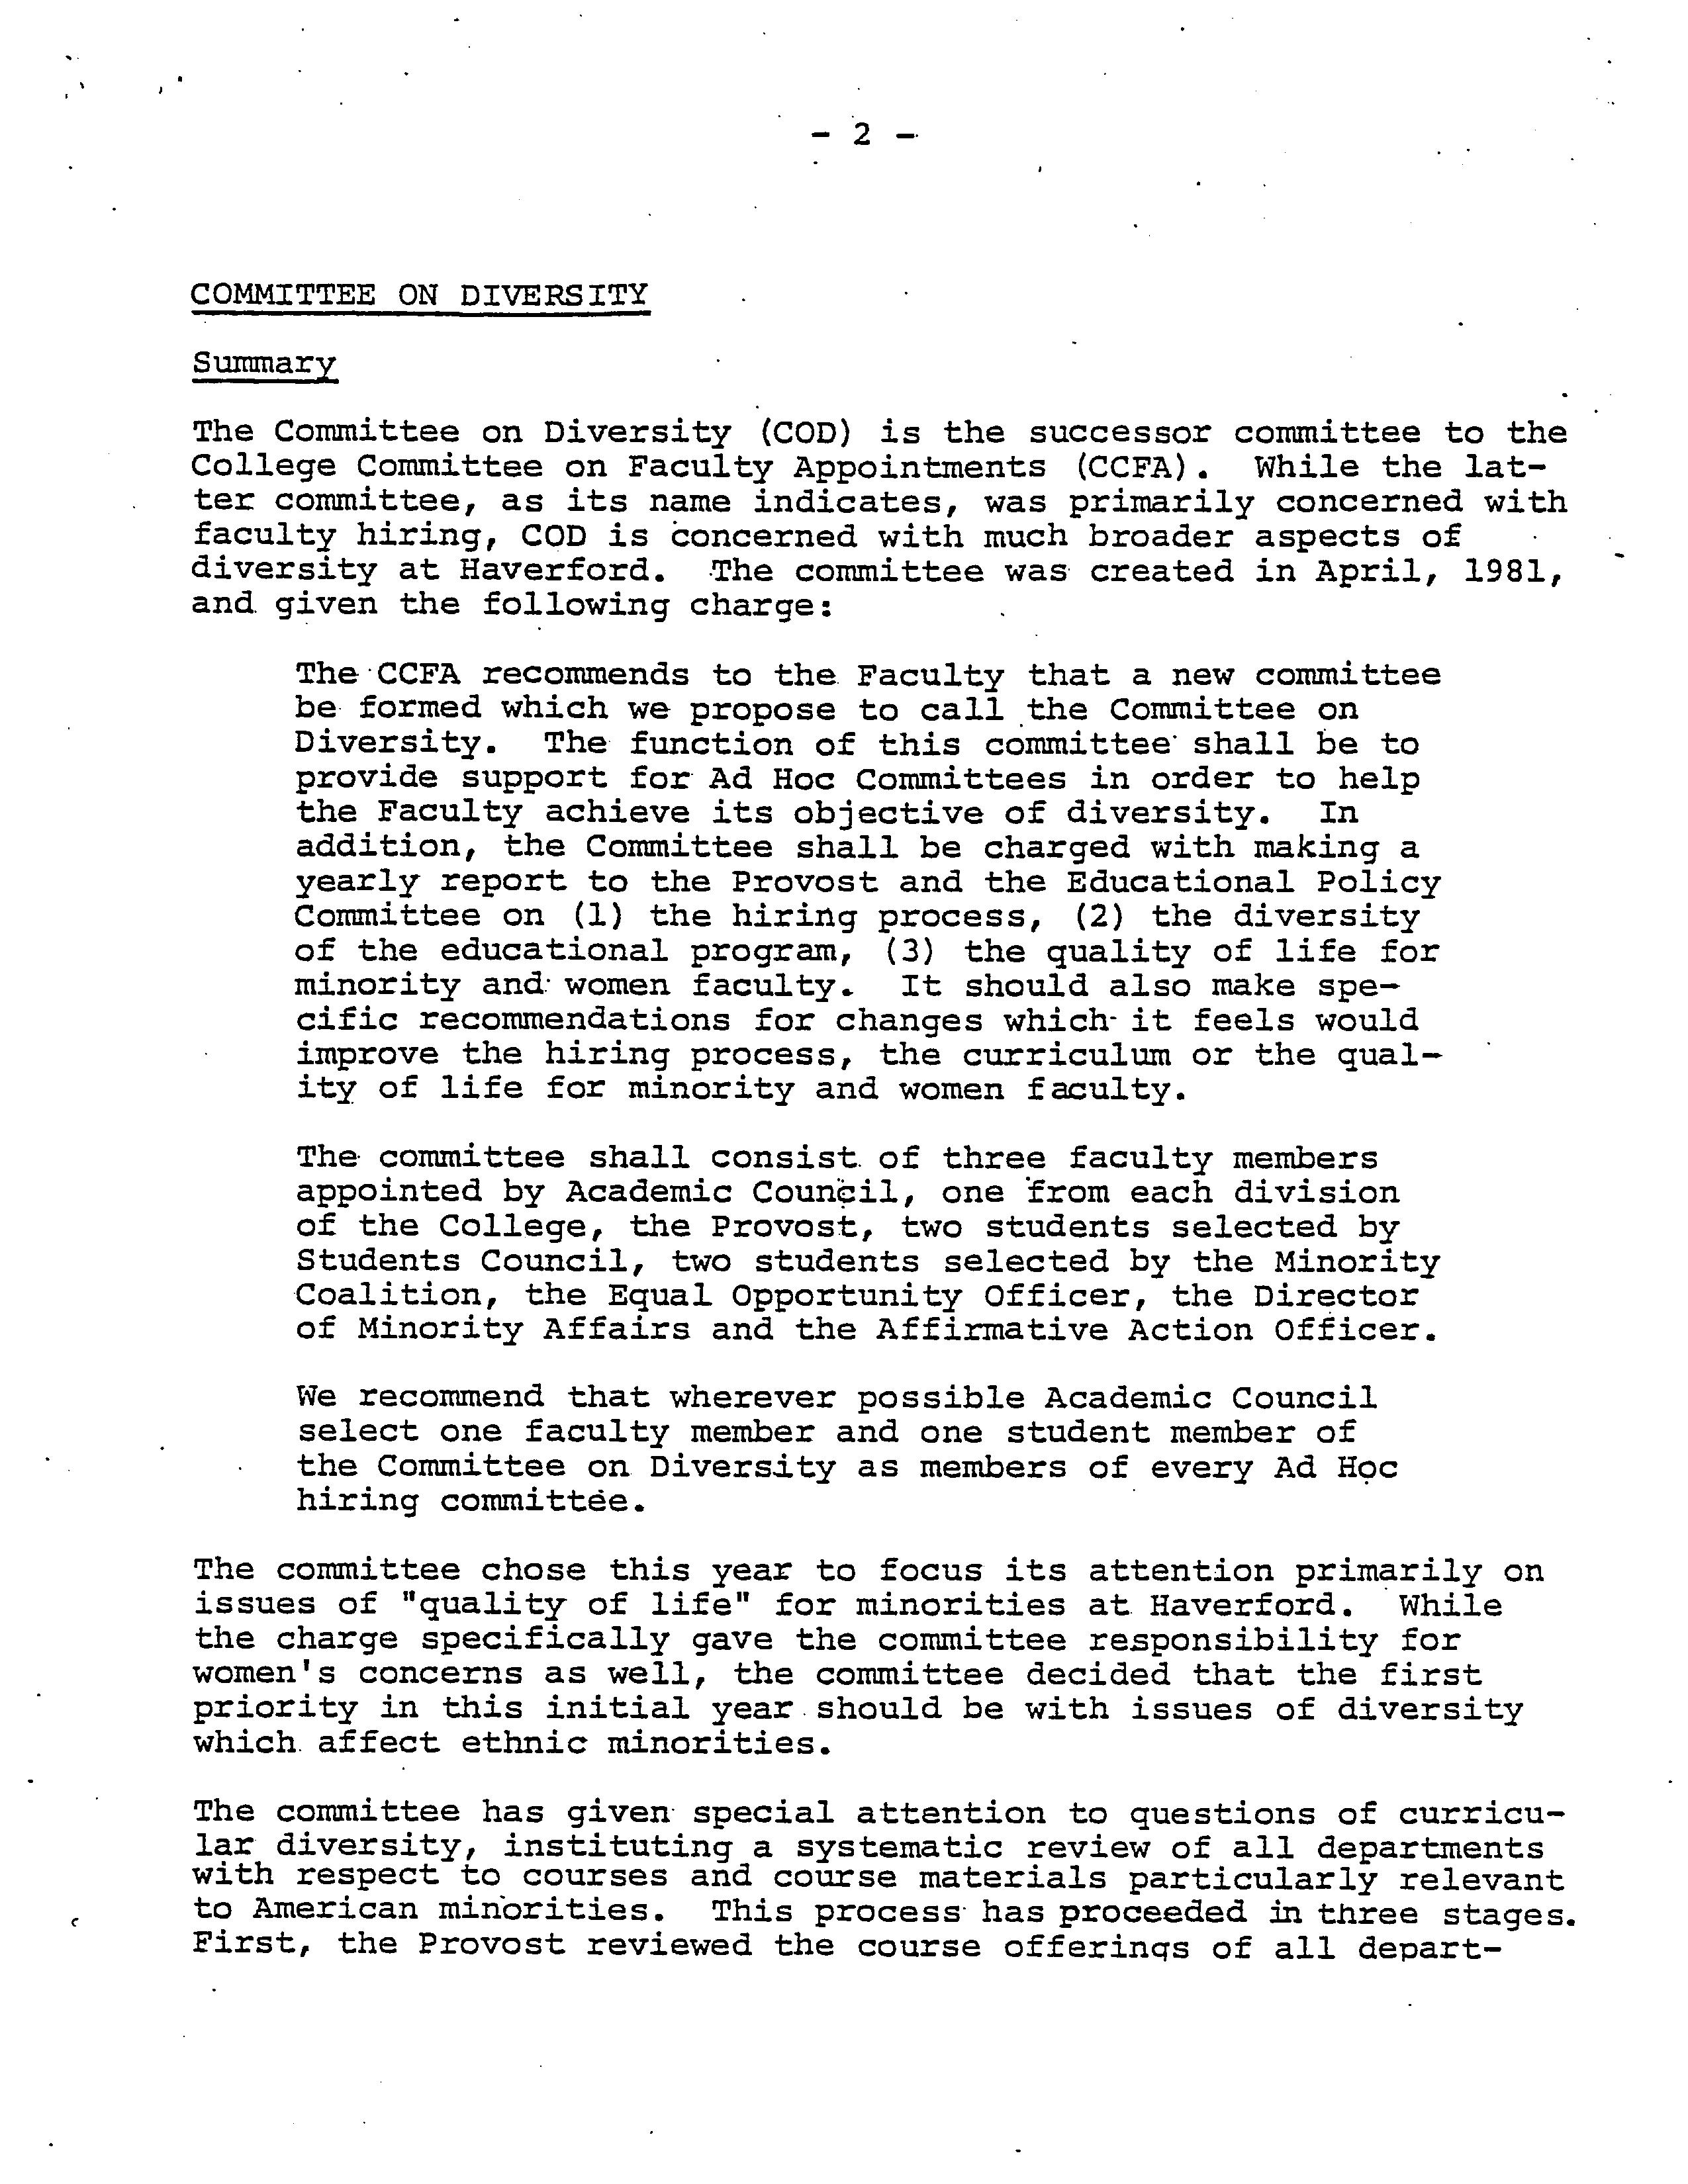 - 2 -
COMMITTEE ON DIVERSITY
Summary
The Committee on Diversity (COD) is the successor committee to the
College Committee on Faculty Appointments (CCFA). While the lat-
ter committee, as its name indicates, was primarily concerned with
faculty hiring, COD is concerned with much broader aspects of
diversity at Haverford. The committee was created in April, 1981,
and given the following charge:
The CCFA recommends to the Faculty that a new committee
be formed which we propose to call the Committee on
Diversity. The function of this committee shall be to
provide support for Ad Hoc Committees in order to help
the Faculty achieve its objective of diversity. In
addition, the Committee shall be charged with making a
yearly report to the Provost and the Educational Policy
Committee on (1) the hiring process, (2) the diversity
of the educational program, (3) the quality of life for
minority and women faculty. It should also make spe-
cific recommendations for changes which it feels would
improve the hiring process, the curriculum or the qual-
ity of life for minority and women faculty.
The committee shall consist of three faculty members
appointed by Academic Council, one from each division
of the College, the Provost, two students selected by
Students Council, two students selected by the Minority
Coalition, the Equal Opportunity Officer, the Director
of Minority Affairs and the Affirmative Action Officer.
We recommend that wherever possible Academic Council
select one faculty member and one student member of
the Committee on Diversity as members of every Ad Hoc
hiring committee.
The committee chose this year to focus its attention primarily on
issues of "quality of life" for minorities at Haverford. While
the charge specifically gave the committee responsibility for
women's concerns as well, the committee decided that the first
priority in this initial year should be with issues of diversity
which affect ethnic minorities.
The committee has given special attention to questions of curricu-
lar diversity, instituting a systematic review of all departments
with respect to courses and course materials particularly relevant
to American minorities. This process has proceeded in three stages.
First, the Provost reviewed the course offerings of all depart-